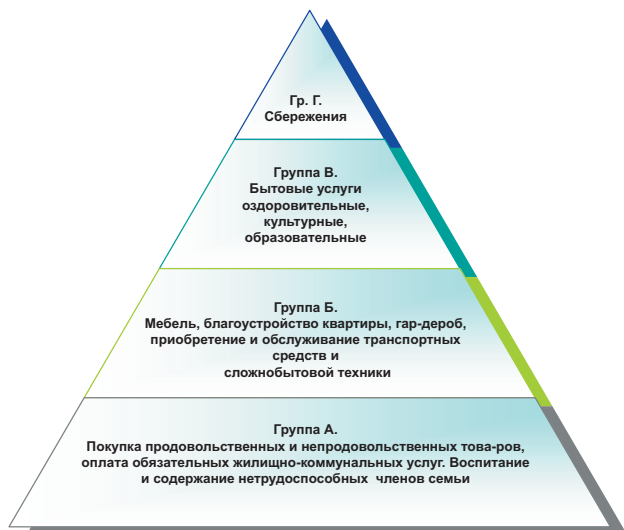 Гр. Г.
Сбережения
Группа В.
Бытовые услуги
оздоровительные,
культурные,
образовательные
Группа Б.
Мебель, благоустройство квартиры, гар-дероб,
приобретение и обслуживание транспортных
средств и
сложнобытовой техники
Группа А.
Покупка продовольственных и непродовольственных това-ров,
оплата обязательных жилищно-коммунальных услуг. Воспитание
и содержание нетрудоспособных членов семьи